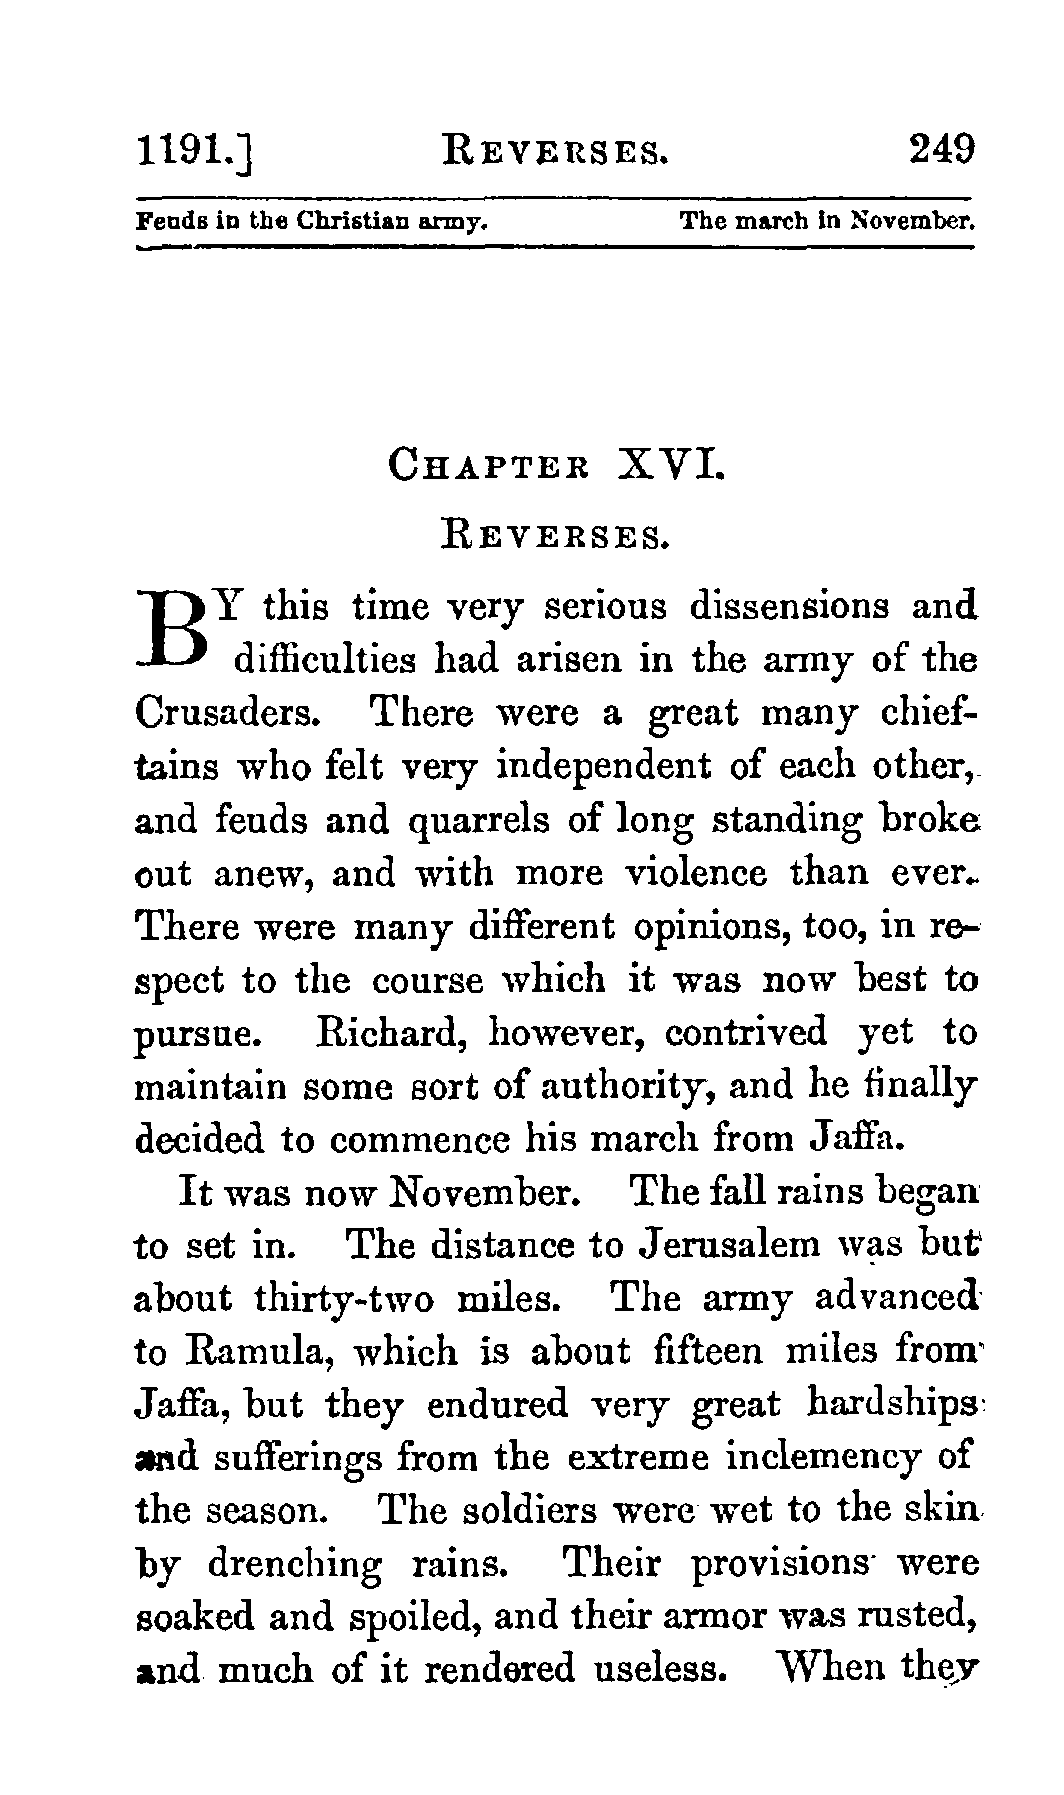 1191.] REVERSES. 249
Feuds in the Christian army. The march in November.
CHAPTER XVI.
REVERSES.
BY this time very serious dissensions and
difficulties had arisen in the army of the
Crusaders. There were a great many chief-
tains who felt very independent of each other,
and feuds and quarrels of long standing broke
out anew, and with more violence than ever.
There were many different opinions, too, in re-
spect to the course which it was now best to
pursue. Richard, however, contrived yet to
maintain some sort of authority, and he finally
decided to commence his march from Jaffa.
It was now November. The fall rains began
to set in. The distance to Jerusalem was but
about thirty-two miles. The army advanced
to Ramula, which is about fifteen miles from
Jaffa, but they endured very great hardships
and sufferings from the extreme inclemency of
the season. The soldiers were wet to the skin
by drenching rains. Their provisions were
soaked and spoiled, and their armor was rusted,
and much of it rendered useless. When they